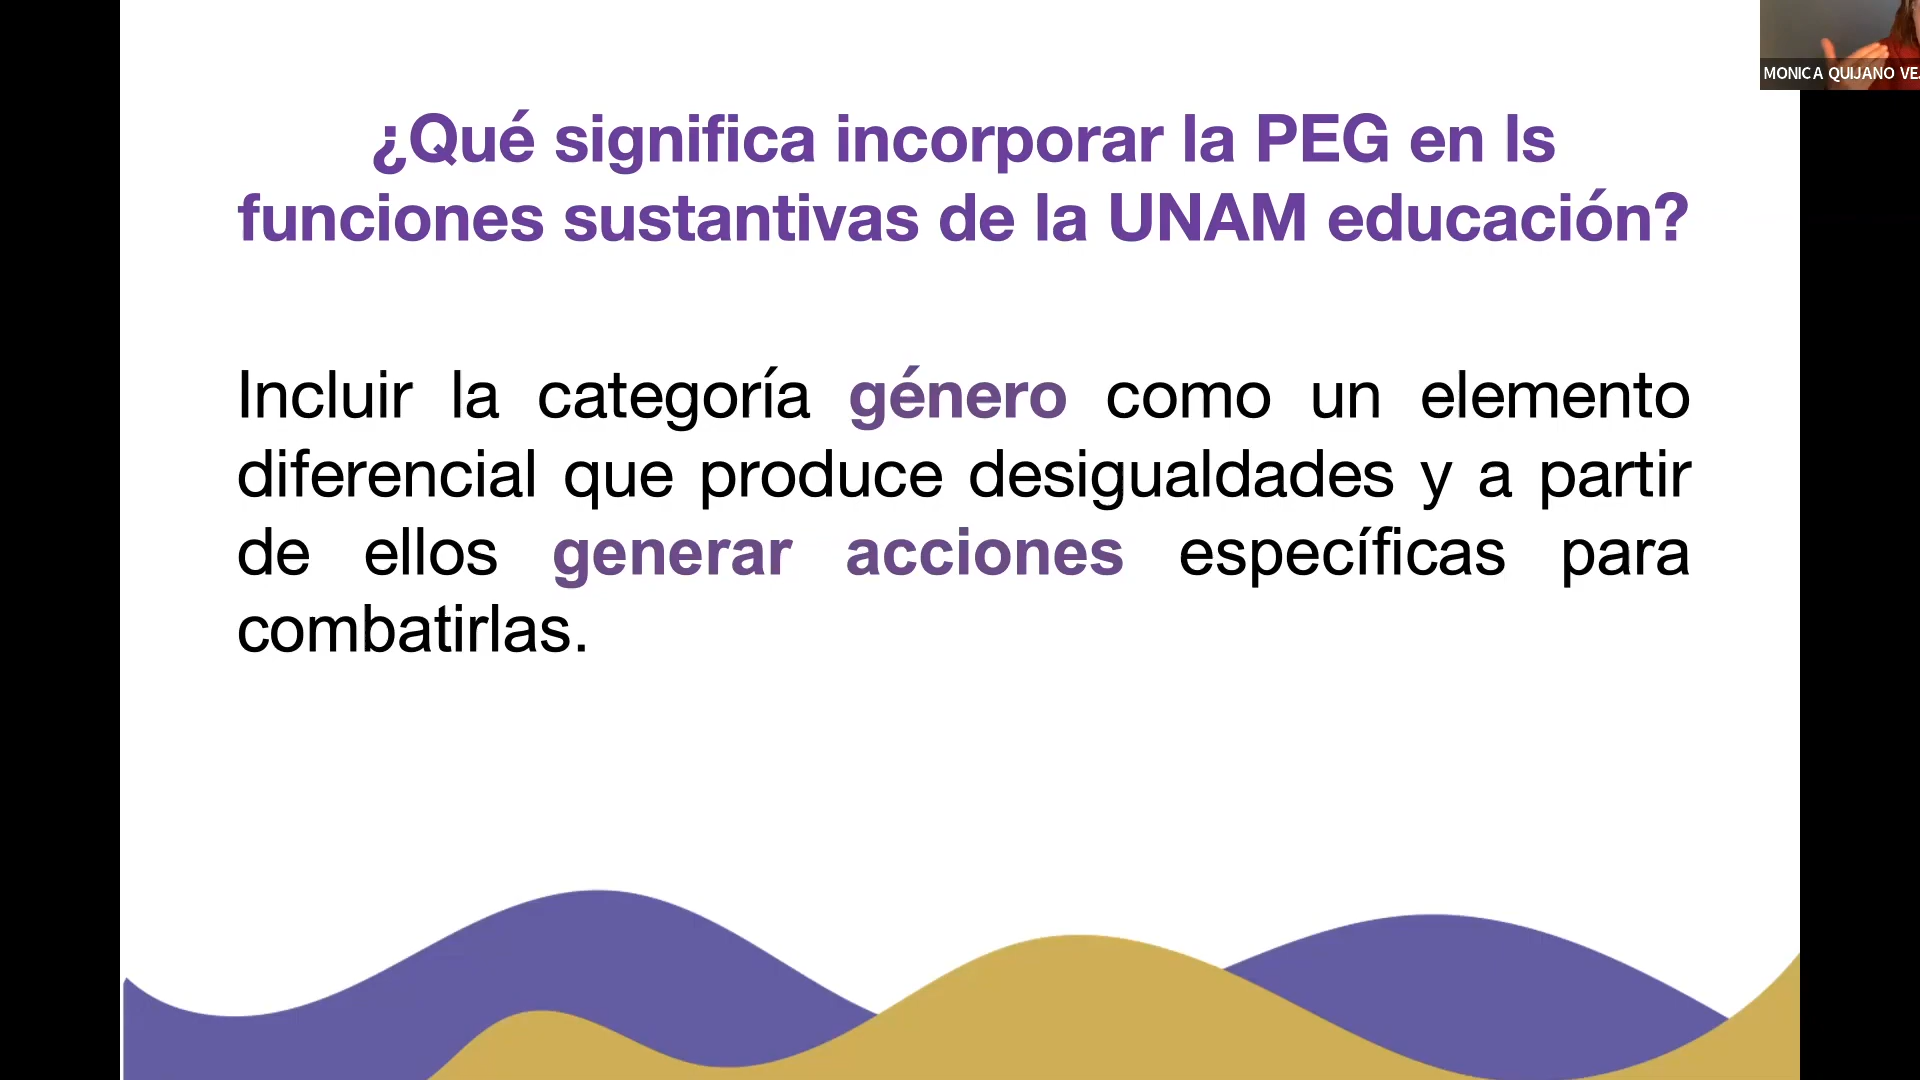 MONICA QUIJANO VE
¿Qué significa incorporar la PEG en ls
funciones sustantivas de la UNAM educación?
Incluir la categoría género como un elemento
diferencial que produce desigualdades y a partir
de ellos generar acciones específicas para
combatirlas.